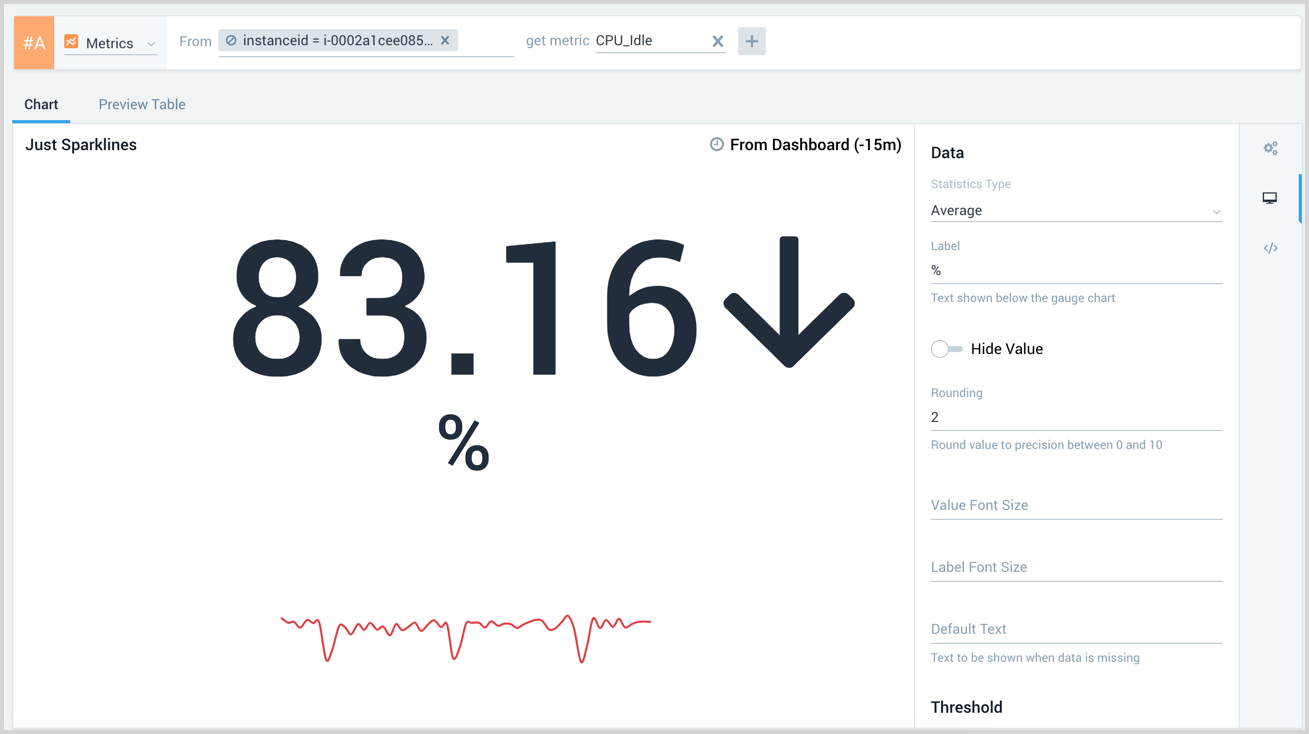 #A Metrics From instanceid = i-0002a1cee085... get metric CPU_Idle
Chart Preview Table
Just Sparklines
From Dashboard (-15m)
83.16
%
Data
Statistics Type
Average
Label
%
Text shown below the gauge chart
Hide Value
Rounding
2
Round value to precision between 0 and 10
Value Font Size
Label Font Size
Default Text
Text to be shown when data is missing
Threshold